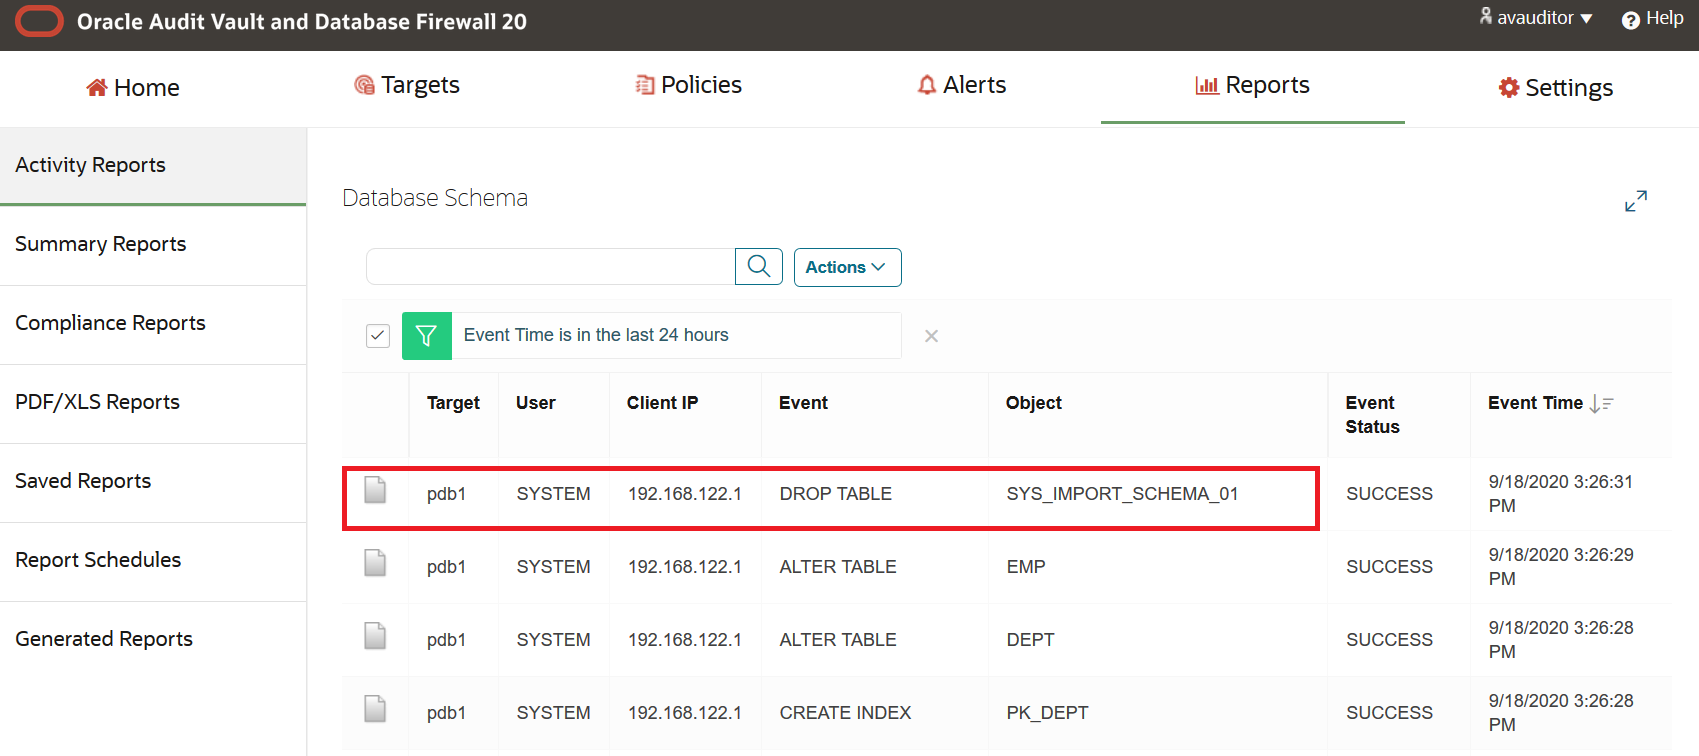 Oracle Audit Vault and Database Firewall 20
avauditor
Help
Home
Targets
Policies
Alerts
Reports
Settings
Activity Reports
Summary Reports
Compliance Reports
PDF/XLS Reports
Saved Reports
Report Schedules
Generated Reports
Database Schema
Actions
Event Time is in the last 24 hours
Target User Client IP Event Object Event Status Event Time
pdb1 SYSTEM 192.168.122.1 DROP TABLE SYS_IMPORT_SCHEMA_01 SUCCESS 9/18/2020 3:26:31 PM
pdb1 SYSTEM 192.168.122.1 ALTER TABLE EMP SUCCESS 9/18/2020 3:26:29 PM
pdb1 SYSTEM 192.168.122.1 ALTER TABLE DEPT SUCCESS 9/18/2020 3:26:28 PM
pdb1 SYSTEM 192.168.122.1 CREATE INDEX PK_DEPT SUCCESS 9/18/2020 3:26:28 PM